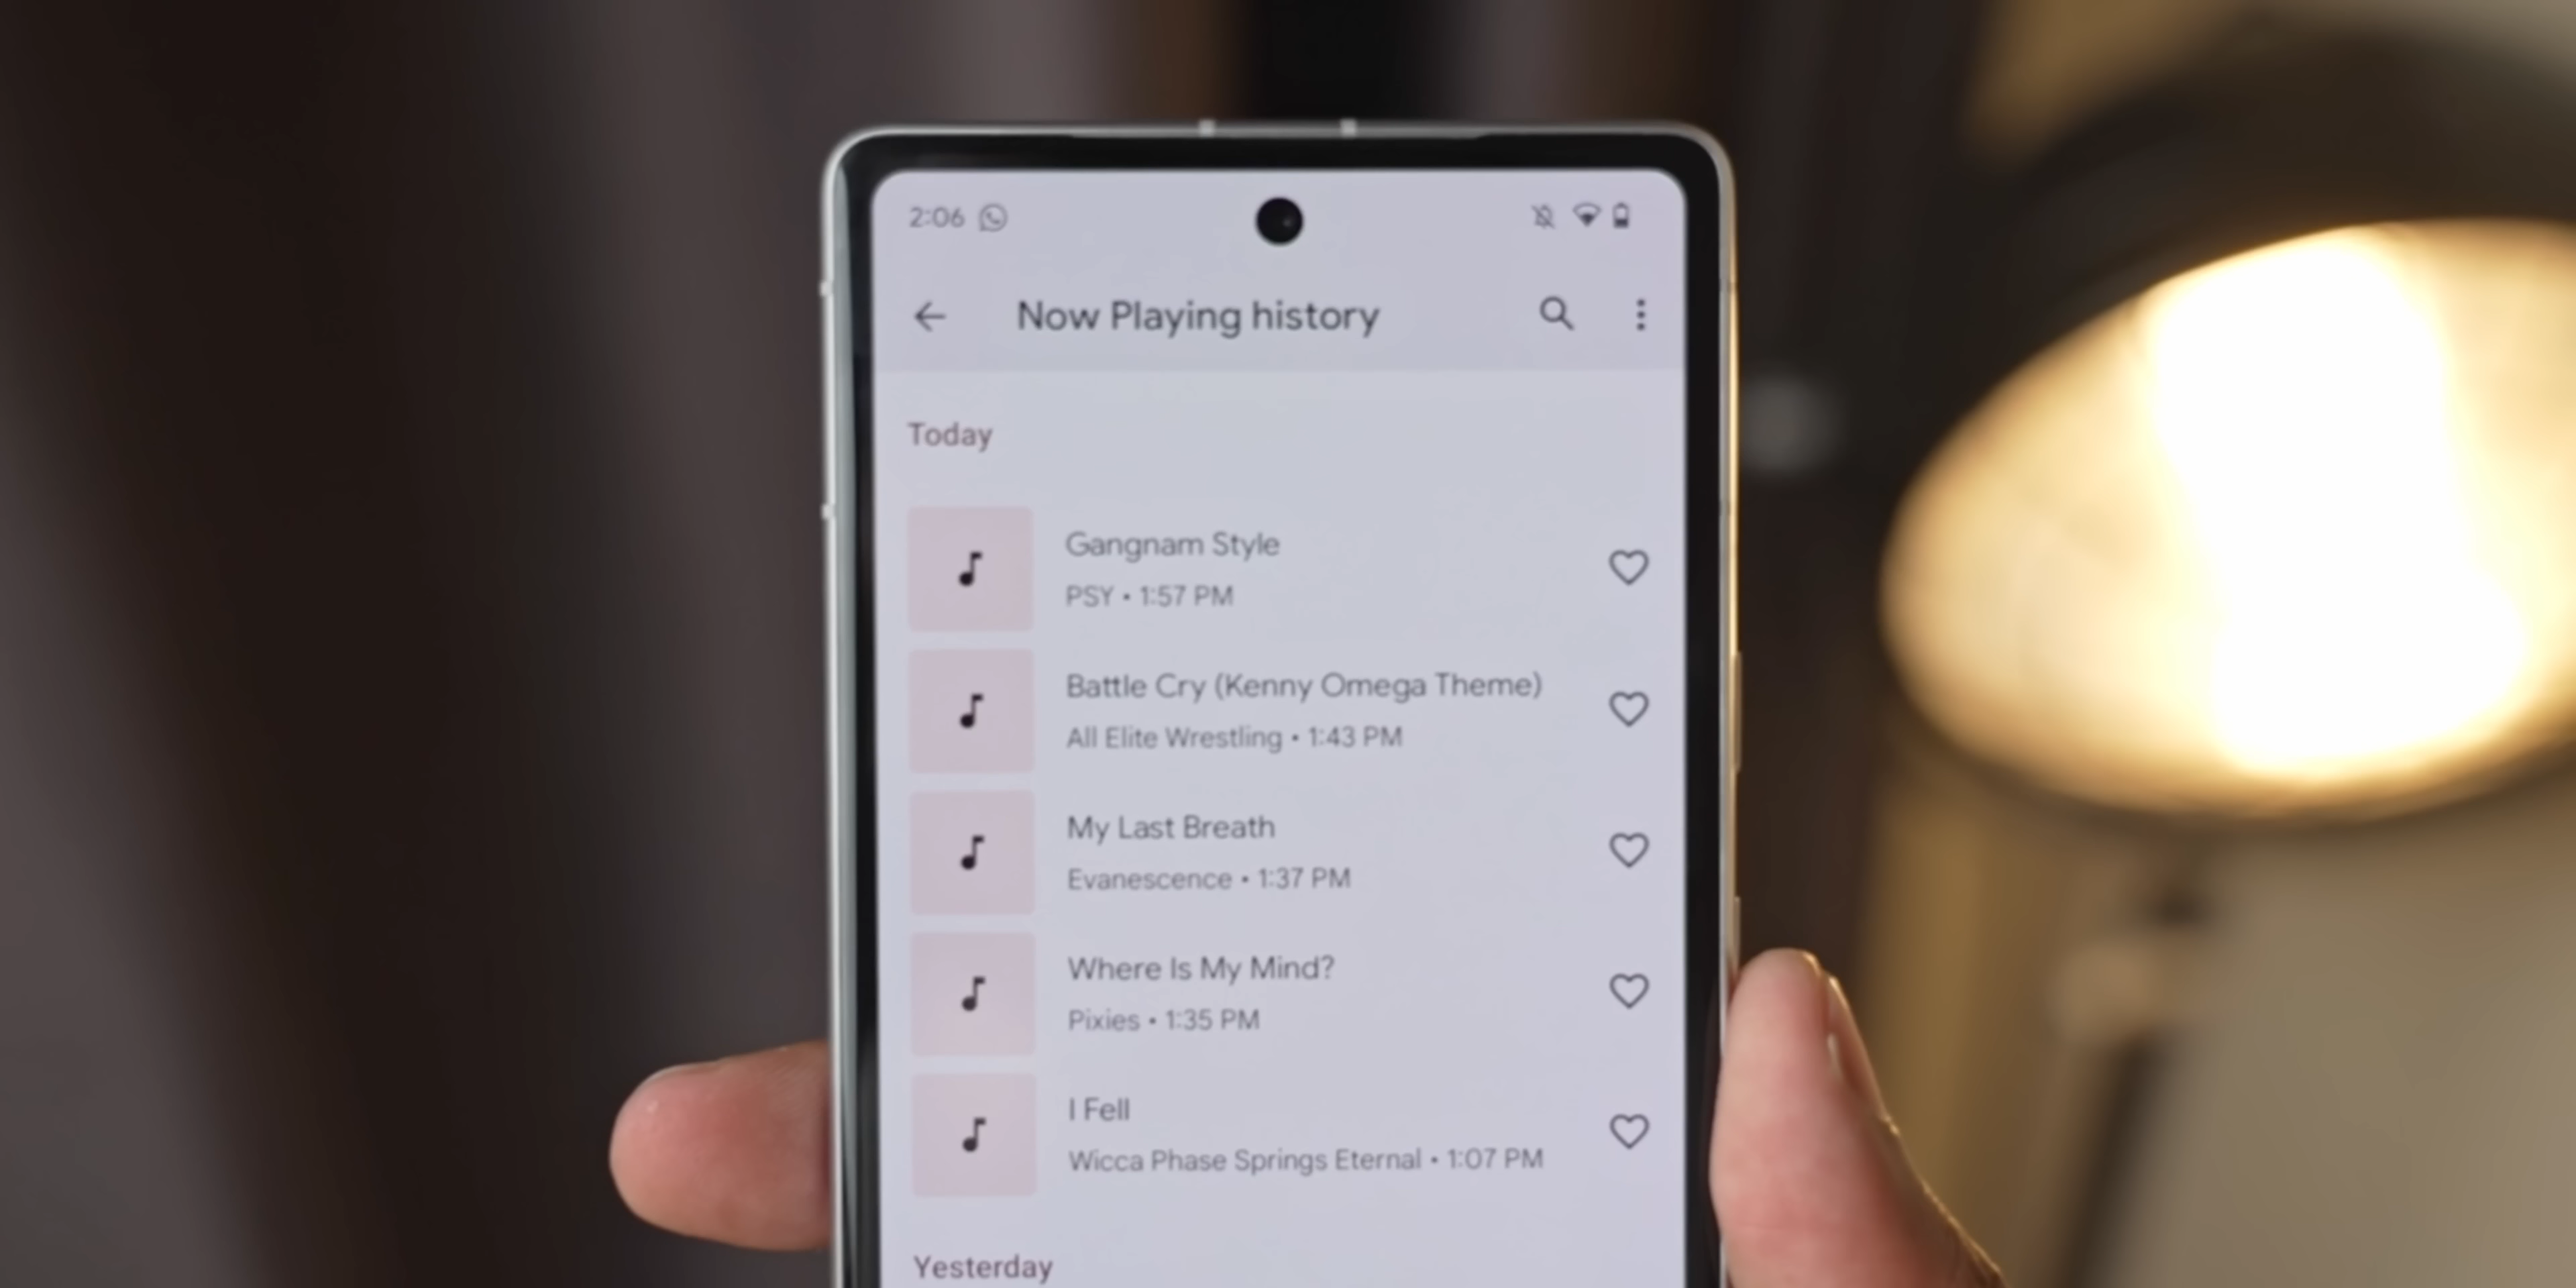 2:06
Now Playing history
Today
Gangnam Style
PSY • 1:57 PM
Battle Cry (Kenny Omega Theme)
All Elite Wrestling • 1:43 PM
My Last Breath
Evanescence • 1:37 PM
Where Is My Mind?
Pixies • 1:35 PM
I Fell
Wicca Phase Springs Eternal • 1:07 PM
Yesterday